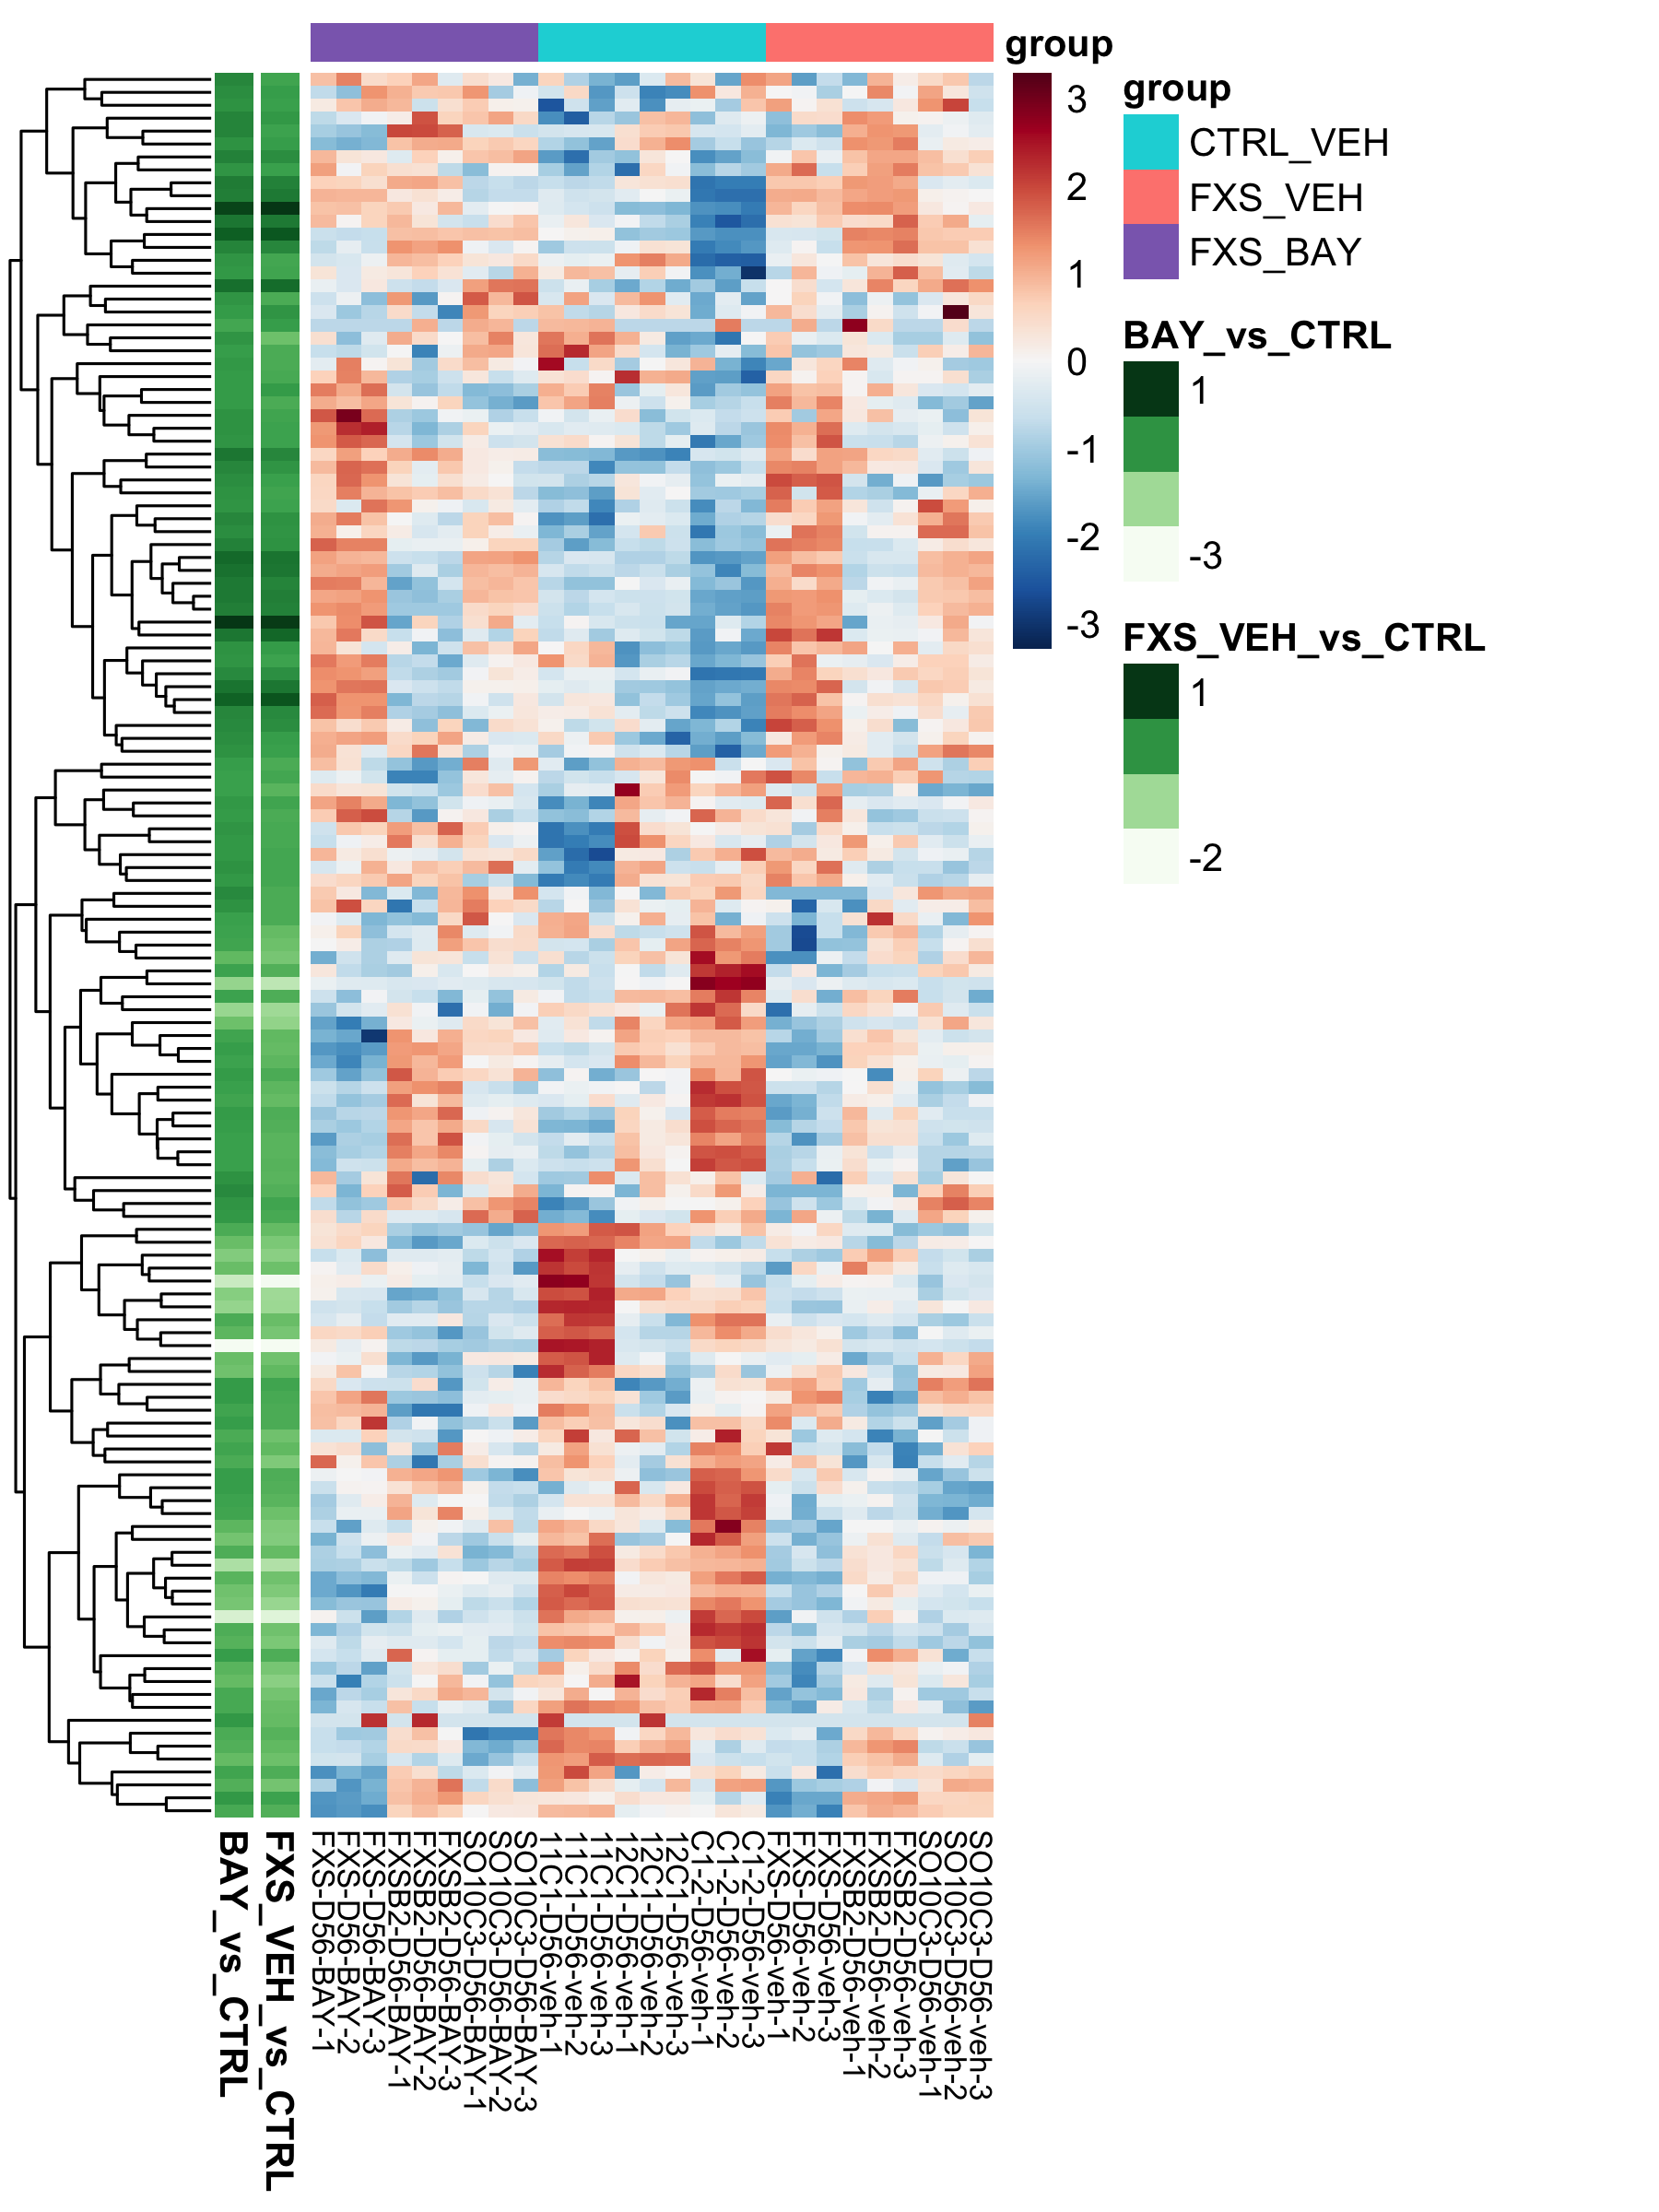 group
3
2
1
0
-1
-2
-3
group
CTRL_VEH
FXS_VEH
FXS_BAY
BAY_vs_CTRL
1
-3
FXS_VEH_vs_CTRL
1
-2
BAY_vs_CTRL
FXS_VEH_vs_CTRL
FXS-D56-BAY-1
FXS-D56-BAY-2
FXS-D56-BAY-3
FXSB2-D56-BAY-1
FXSB2-D56-BAY-2
FXSB2-D56-BAY-3
SO10C3-D56-BAY-1
SO10C3-D56-BAY-2
SO10C3-D56-BAY-3
11C1-D56-veh-1
11C1-D56-veh-2
11C1-D56-veh-3
12C1-D56-veh-1
12C1-D56-veh-2
12C1-D56-veh-3
C1-2-D56-veh-1
C1-2-D56-veh-2
C1-2-D56-veh-3
FXS-D56-veh-1
FXS-D56-veh-2
FXS-D56-veh-3
FXSB2-D56-veh-1
FXSB2-D56-veh-2
FXSB2-D56-veh-3
SO10C3-D56-veh-1
SO10C3-D56-veh-2
SO10C3-D56-veh-3